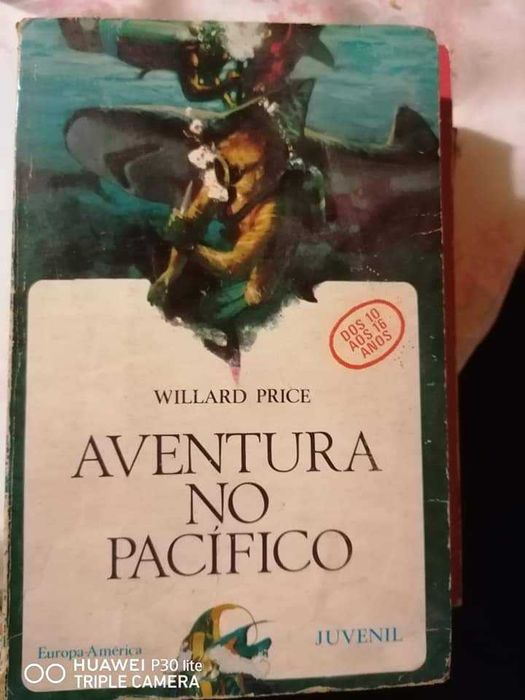 DOS 10
AOS 16
ANOS
WILLARD PRICE
AVENTURA
NO
PACÍFICO
Europa-América
JUVENIL
HUAWEI P30 lite
TRIPLE CAMERA